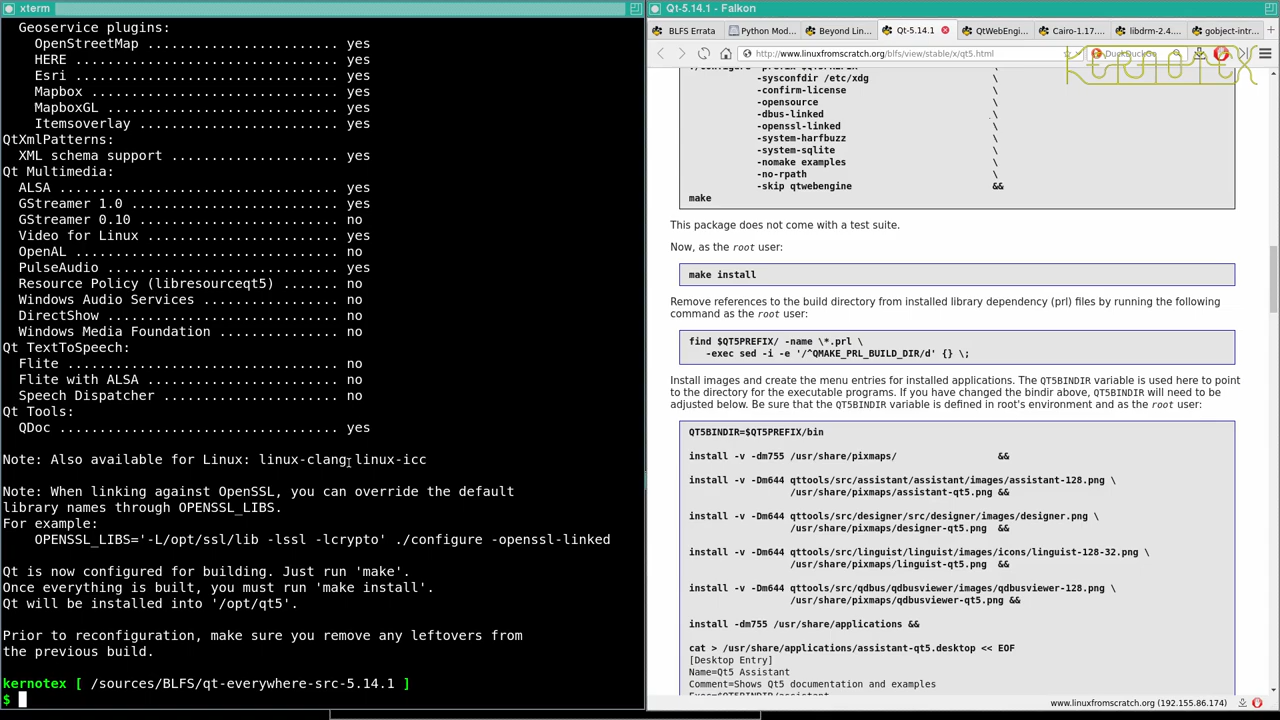 xterm
Geoservice plugins:
OpenStreetMap ........................ yes
HERE ................................. yes
Esri ................................. yes
Mapbox ............................... yes
MapboxGL ............................. yes
Itemsoverlay ......................... yes
QtXmlPatterns:
XML schema support ..................... yes
Qt Multimedia:
ALSA ................................... yes
GStreamer 1.0 .......................... yes
GStreamer 0.10 ......................... no
Video for Linux ........................ yes
OpenAL ................................. no
PulseAudio ............................. yes
Resource Policy (libresourceqt5) ....... no
Windows Audio Services ................. no
DirectShow ............................. no
Windows Media Foundation ............... no
Qt TextToSpeech:
Flite .................................. no
Flite with ALSA ........................ no
Speech Dispatcher ...................... no
Qt Tools:
QDoc ................................... yes
Note: Also available for Linux: linux-clang linux-icc
Note: When linking against OpenSSL, you can override the default
library names through OPENSSL_LIBS.
For example:
OPENSSL_LIBS='-L/opt/ssl/lib -lssl -lcrypto' ./configure -openssl-linked
Qt is now configured for building. Just run 'make'.
Once everything is built, you must run 'make install'.
Qt will be installed into '/opt/qt5'.
Prior to reconfiguration, make sure you remove any leftovers from
the previous build.
kernotex [ /sources/BLFS/qt-everywhere-src-5.14.1 ]
$
Qt-5.14.1 - Falkon
BLFS Errata
Python Mod...
Beyond Lin...
Qt-5.14.1
QtWebEngi...
Cairo-1.17....
libdrm-2.4....
gobject-intr...
http://www.linuxfromscratch.org/blfs/view/stable/x/qt5.html
DuckDuckGo
KERNOTEX
-sysconfdir /etc/xdg \
-confirm-license \
-opensource \
-dbus-linked \
-openssl-linked \
-system-harfbuzz \
-system-sqlite \
-nomake examples \
-no-rpath \
-skip qtwebengine &&
make
This package does not come with a test suite.
Now, as the root user:
make install
Remove references to the build directory from installed library dependency (prl) files by running the following
command as the root user:
find $QT5PREFIX/ -name \*.prl \
-exec sed -i -e '/^QMAKE_PRL_BUILD_DIR/d' {} \;
Install images and create the menu entries for installed applications. The QT5BINDIR variable is used here to point
to the directory for the executable programs. If you have changed the bindir above, QT5BINDIR will need to be
adjusted below. Be sure that the QT5BINDIR variable is defined in root's environment and as the root user:
QT5BINDIR=$QT5PREFIX/bin
install -v -dm755 /usr/share/pixmaps/ &&
install -v -Dm644 qttools/src/assistant/assistant/images/assistant-128.png \
/usr/share/pixmaps/assistant-qt5.png &&
install -v -Dm644 qttools/src/designer/src/designer/images/designer.png \
/usr/share/pixmaps/designer-qt5.png &&
install -v -Dm644 qttools/src/linguist/linguist/images/icons/linguist-128-32.png \
/usr/share/pixmaps/linguist-qt5.png &&
install -v -Dm644 qttools/src/qdbus/qdbusviewer/images/qdbusviewer-128.png \
/usr/share/pixmaps/qdbusviewer-qt5.png &&
install -dm755 /usr/share/applications &&
cat > /usr/share/applications/assistant-qt5.desktop << EOF
[Desktop Entry]
Name=Qt5 Assistant
Comment=Shows Qt5 documentation and examples
www.linuxfromscratch.org (192.155.86.174)